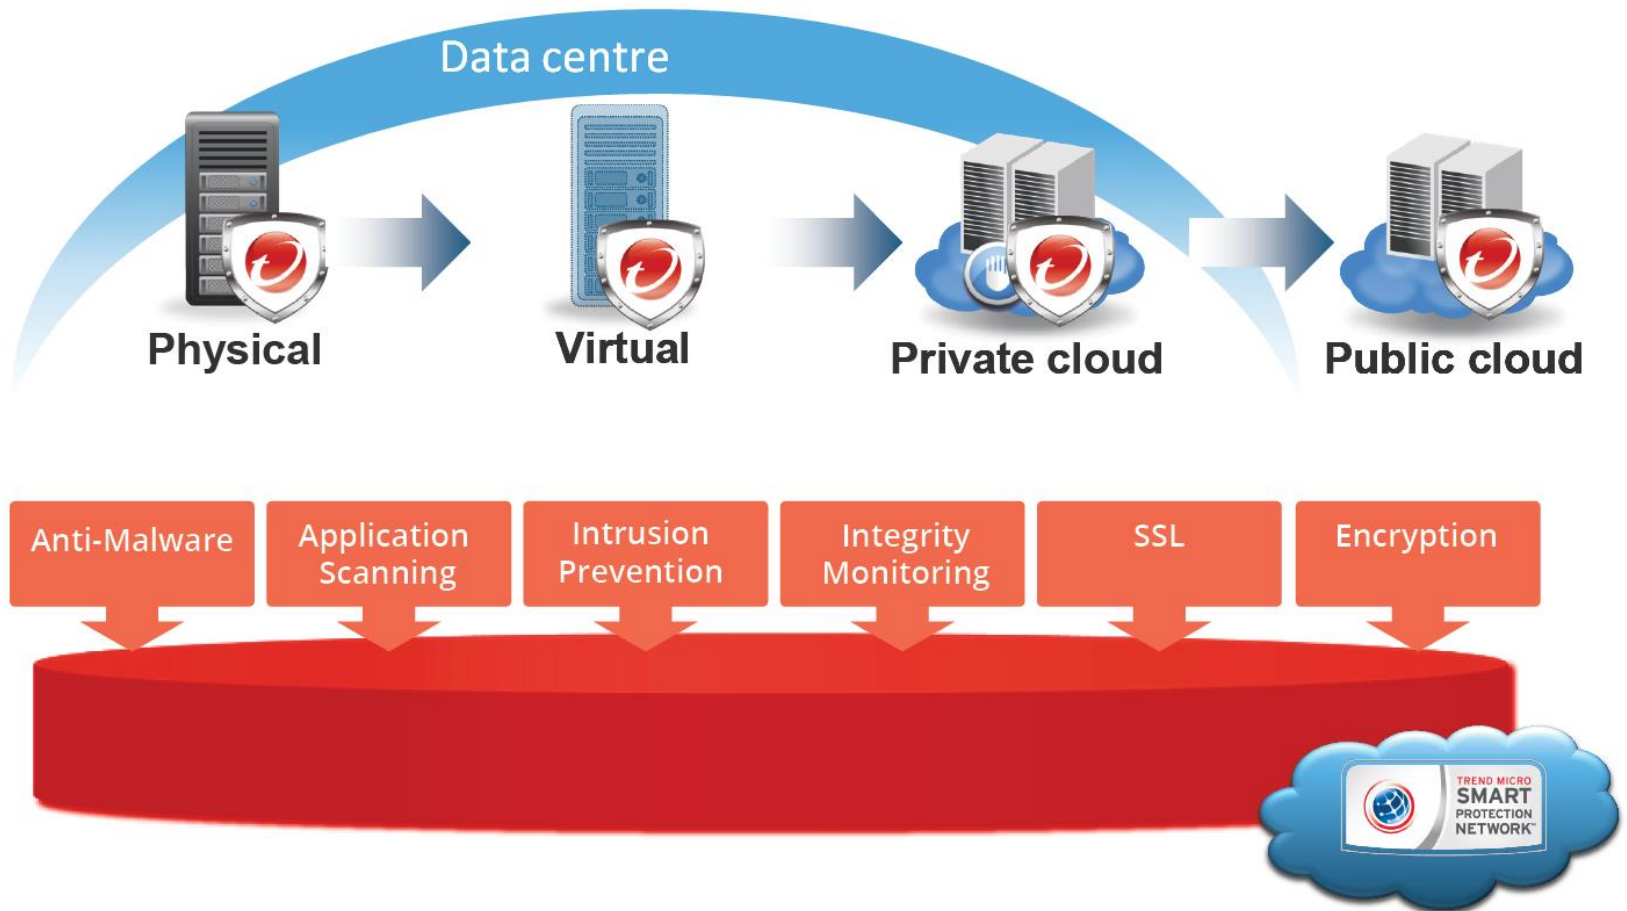 Data centre
Physical
Virtual
Private cloud
Public cloud
Anti-Malware
Application
Scanning
Intrusion
Prevention
Integrity
Monitoring
SSL
Encryption
TREND MICRO
SMART
PROTECTION
NETWORK™